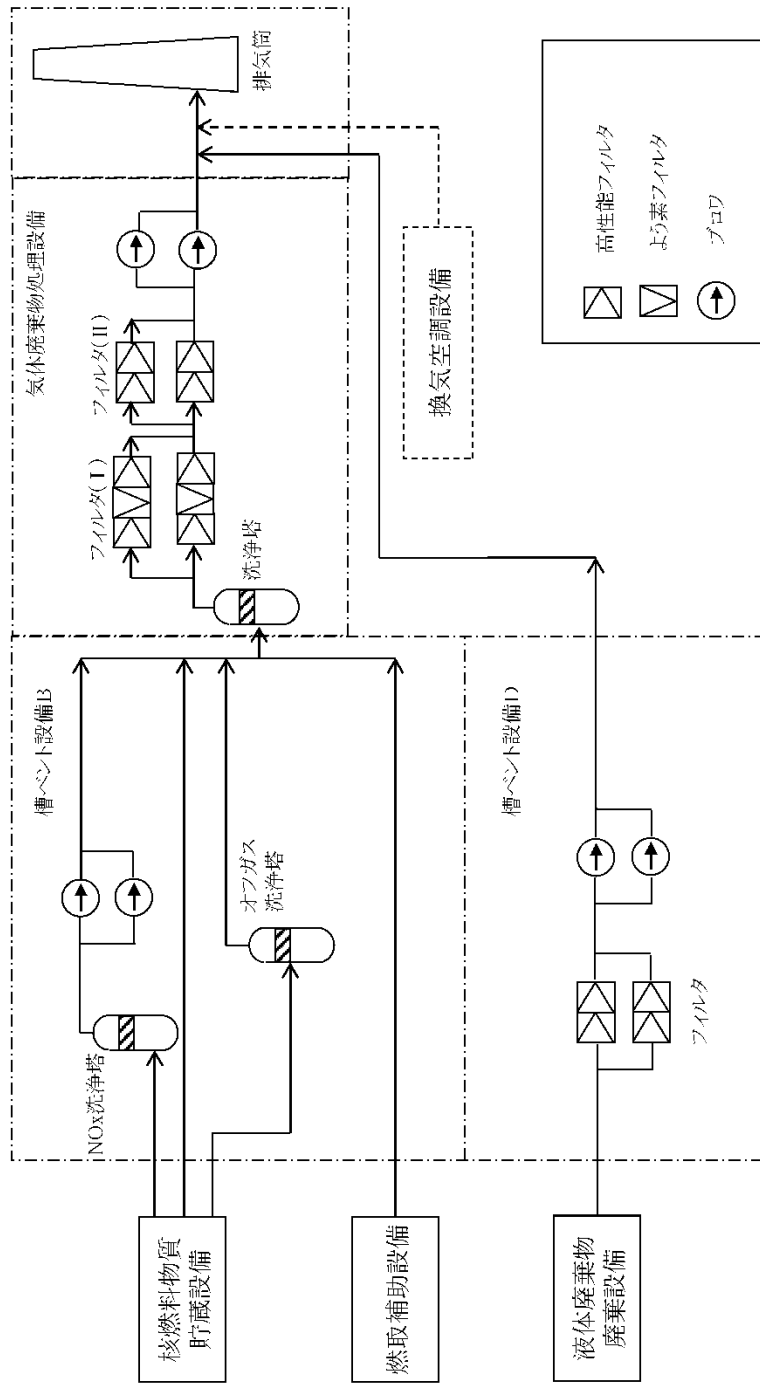 核燃料物質
貯蔵設備
燃取補助設備
液体廃棄物
廃棄設備
槽ベント設備B
NOx洗浄塔
オフガス
洗浄塔
槽ベント設備D
フィルタ
気体廃棄物処理設備
フィルタ(I)
フィルタ(II)
洗浄塔
換気空調設備
排気筒
高性能フィルタ
よう素フィルタ
ブロワ